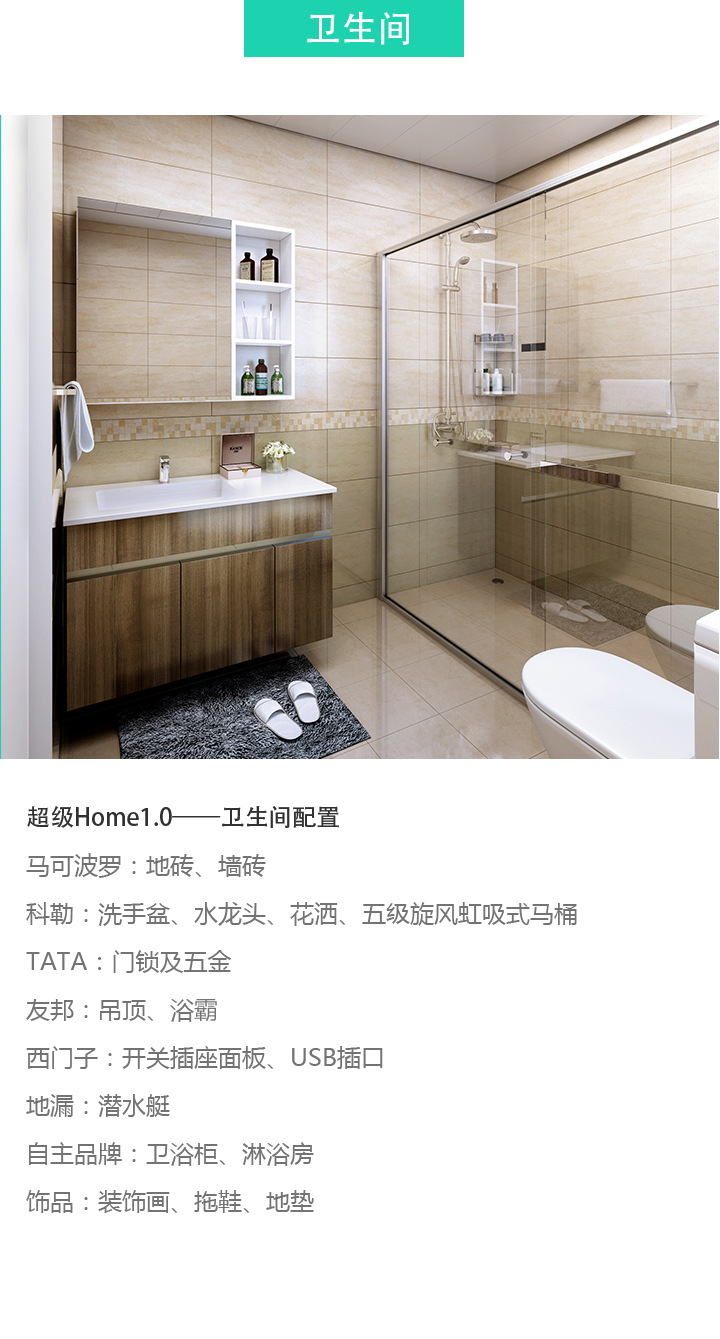 卫生间
超级Home1.0——卫生间配置
马可波罗：地砖、墙砖
科勒：洗手盆、水龙头、花洒、五级旋风虹吸式马桶
TATA：门锁及五金
友邦：吊顶、浴霸
西门子：开关插座面板、USB插口
地漏：潜水艇
自主品牌：卫浴柜、淋浴房
饰品：装饰画、拖鞋、地垫